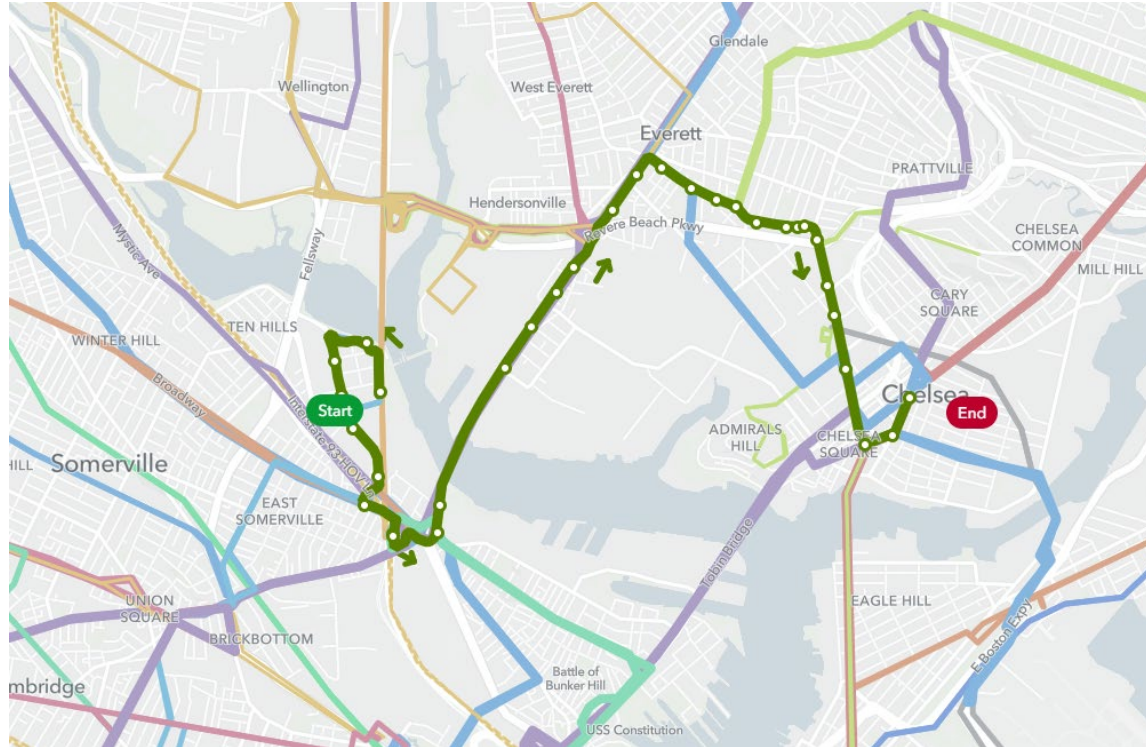 Glendale
Wellington
West Everett
Everett
PRATTVILLE
Hendersonville
Revere Beach Pkwy
CHELSEA
COMMON
MILL HILL
Mystic Ave
Fellsway
CARY
SQUARE
TEN HILLS
WINTER HILL
Broadway
Start
Interstate 93 HOV Ln
Chelsea
End
ADMIRALS
HILL
CHELSEA
SQUARE
HILL
Somerville
EAST
SOMERVILLE
Tobin Bridge
UNION
SQUARE
EAGLE HILL
BRICKBOTTOM
E Boston Expy
mbridge
Battle of
Bunker Hill
USS Constitution